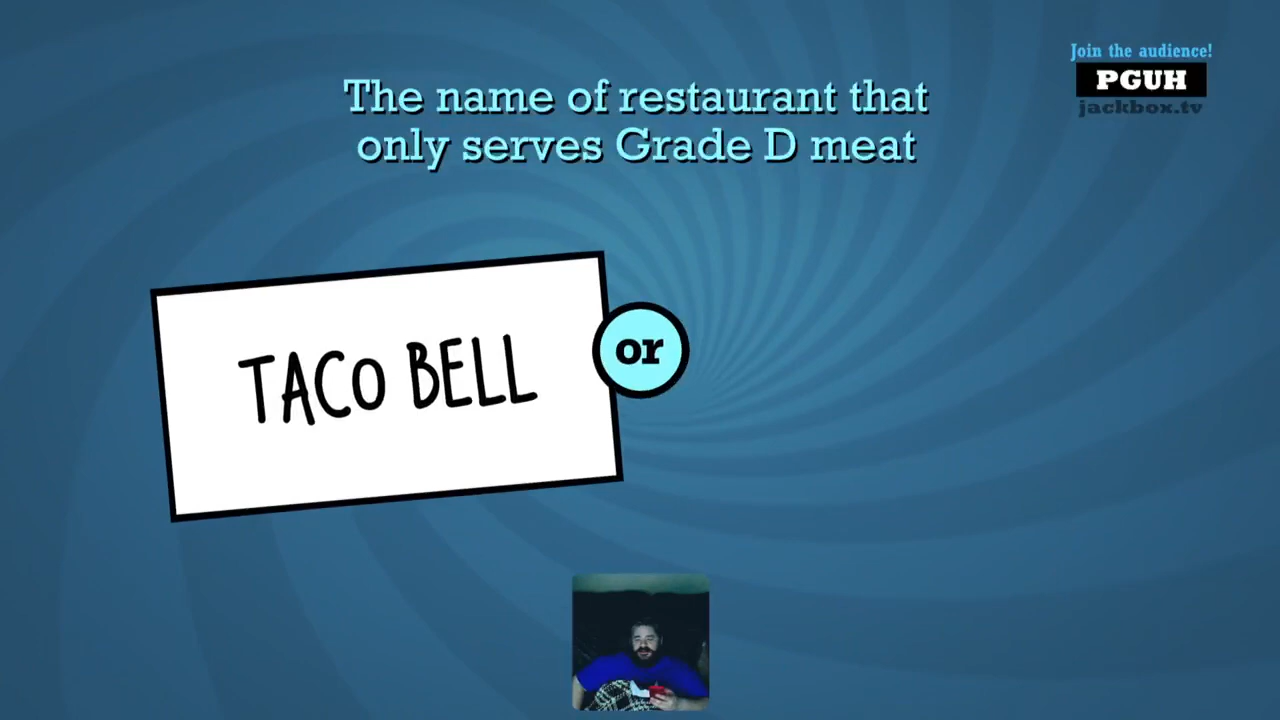 Join the audience!
PGUH
jackbox.tv
The name of restaurant that
only serves Grade D meat
TACO BELL
or